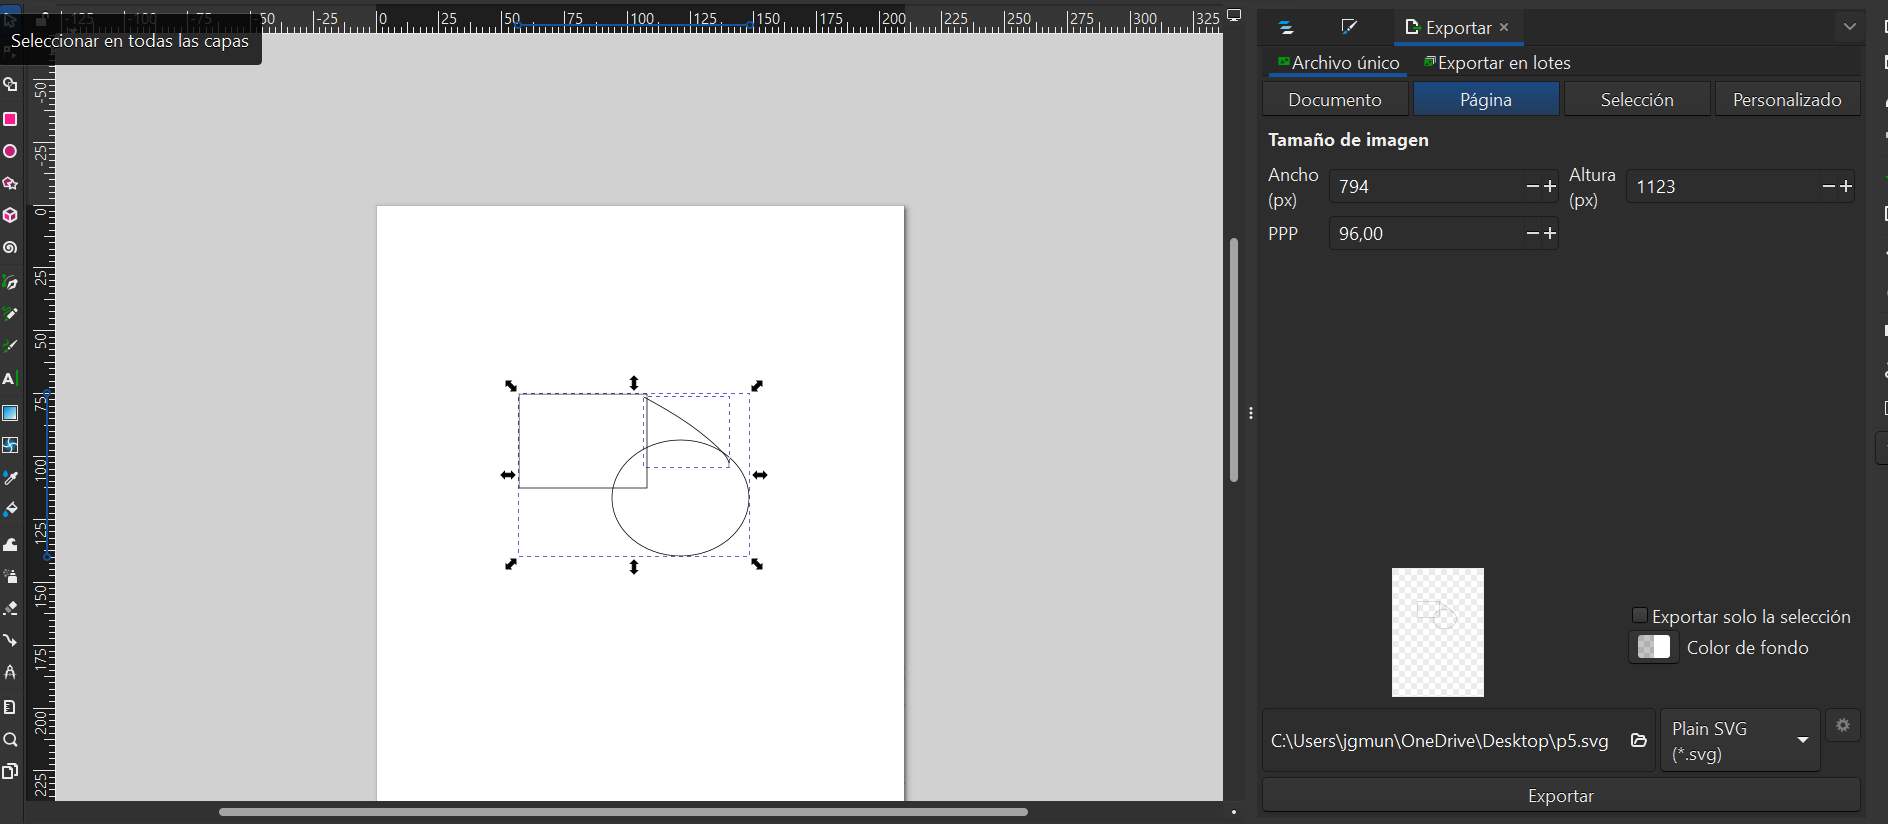 -125 -100 -75 -50 -25 0 25 50 75 100 125 150 175 200 225 250 275 300 325
Seleccionar en todas las capas
Exportar ×
Archivo único Exportar en lotes
Documento Página Selección Personalizado
Tamaño de imagen
Ancho (px) 794 Altura (px) 1123
PPP 96,00
-50
-25
0
25
50
75
100
125
150
175
200
225
A
Exportar solo la selección
Color de fondo
C:\Users\jgmun\OneDrive\Desktop\p5.svg
Plain SVG
(*.svg)
Exportar